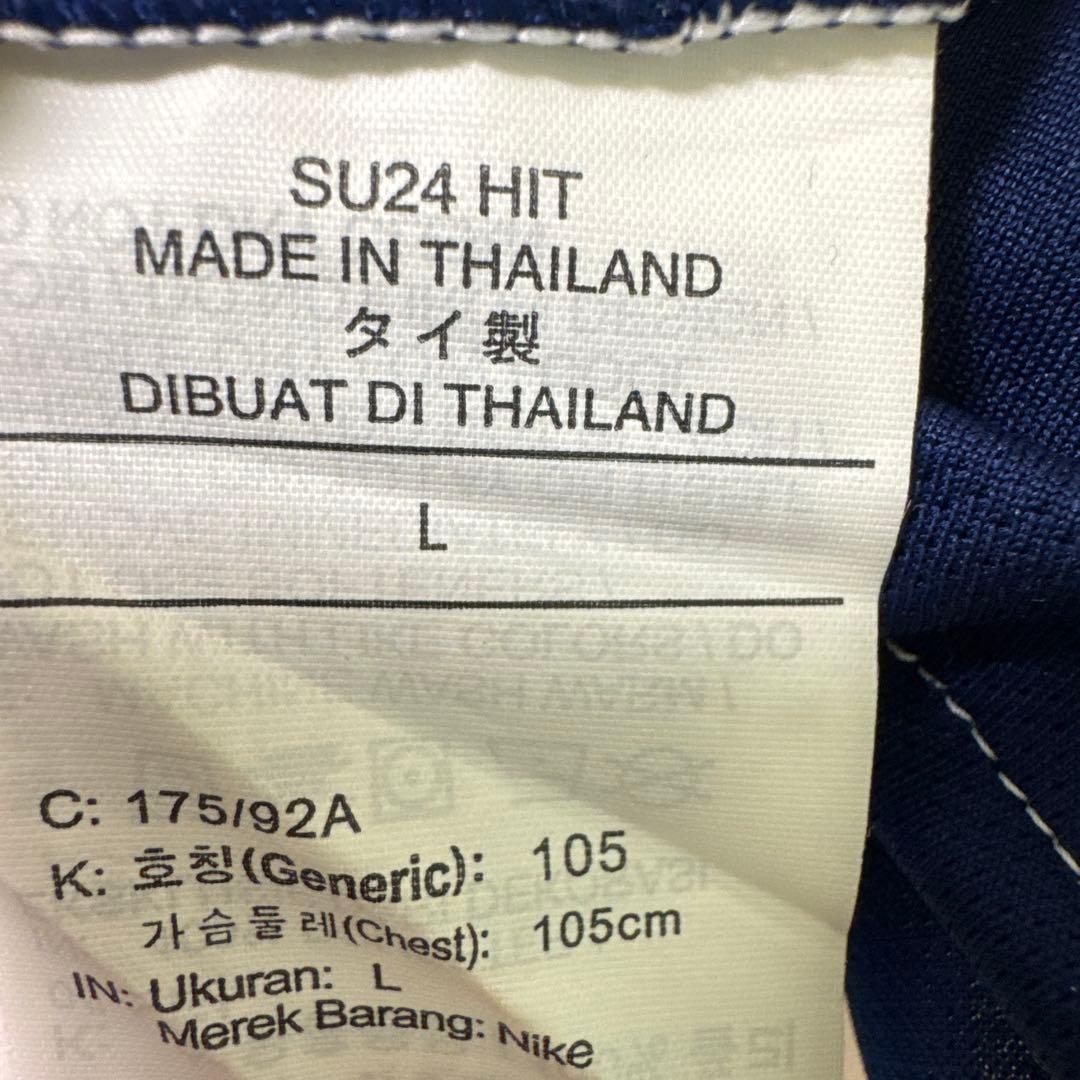 SU24 HIT
MADE IN THAILAND
タイ製
DIBUAT DI THAILAND
L
C: 175/92A
K: 호칭(Generic): 105
가슴둘레(Chest): 105cm
IN: Ukuran: L
Merek Barang: Nike